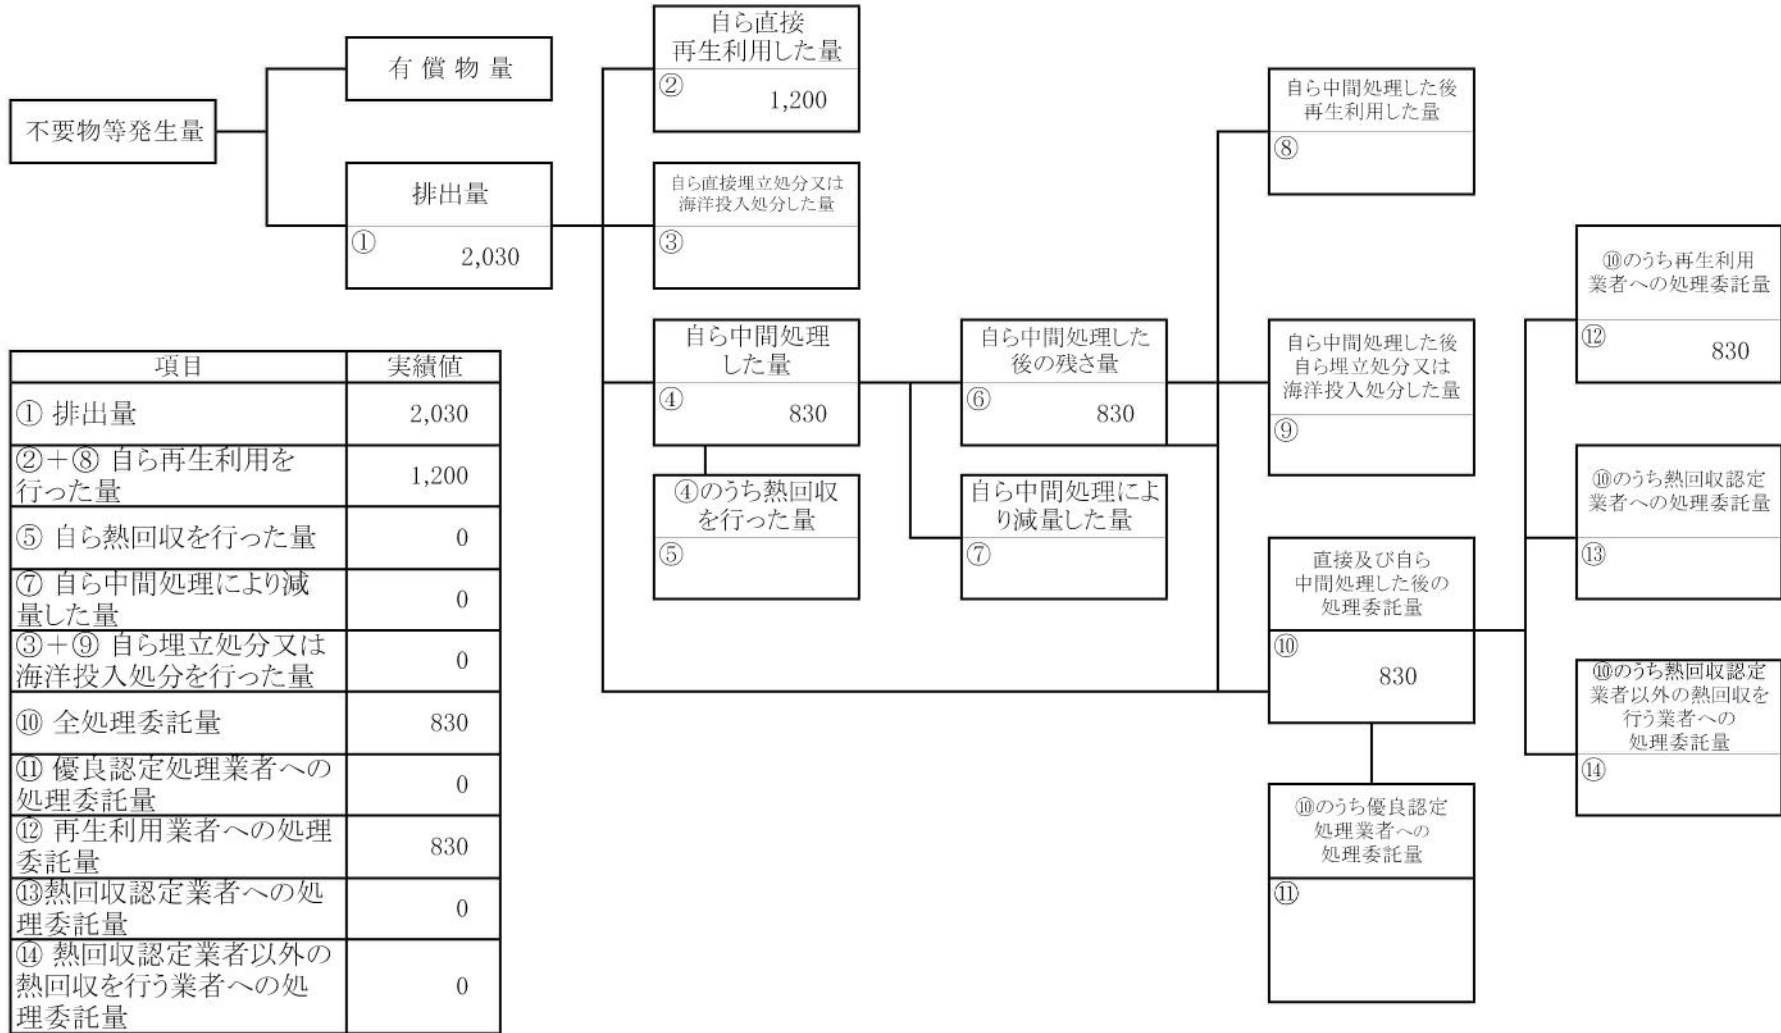 不要物等発生量
有償物量
排出量
①
2,030
自ら直接
再生利用した量
②
1,200
自ら直接埋立処分又は
海洋投入処分した量
③
自ら中間処理
した量
④
830
④のうち熱回収
を行った量
⑤
自ら中間処理した
後の残さ量
⑥
830
自ら中間処理によ
り減量した量
⑦
自ら中間処理した後
再生利用した量
⑧
自ら中間処理した後
自ら埋立処分又は
海洋投入処分した量
⑨
直接及び自ら
中間処理した後の
処理委託量
⑩
830
⑩のうち優良認定
処理業者への
処理委託量
⑪
⑩のうち再生利用
業者への処理委託量
⑫
830
⑩のうち熱回収認定
業者への処理委託量
⑬
⑩のうち熱回収認定
業者以外の熱回収を
行う業者への
処理委託量
⑭
項目 実績値
① 排出量 2,030
②+⑧ 自ら再生利用を
行った量 1,200
⑤ 自ら熱回収を行った量 0
⑦ 自ら中間処理により減
量した量 0
③+⑨ 自ら埋立処分又は
海洋投入処分を行った量 0
⑩ 全処理委託量 830
⑪ 優良認定処理業者への
処理委託量 0
⑫ 再生利用業者への処理
委託量 830
⑬熱回収認定業者への処
理委託量 0
⑭ 熱回収認定業者以外の
熱回収を行う業者への処
理委託量 0